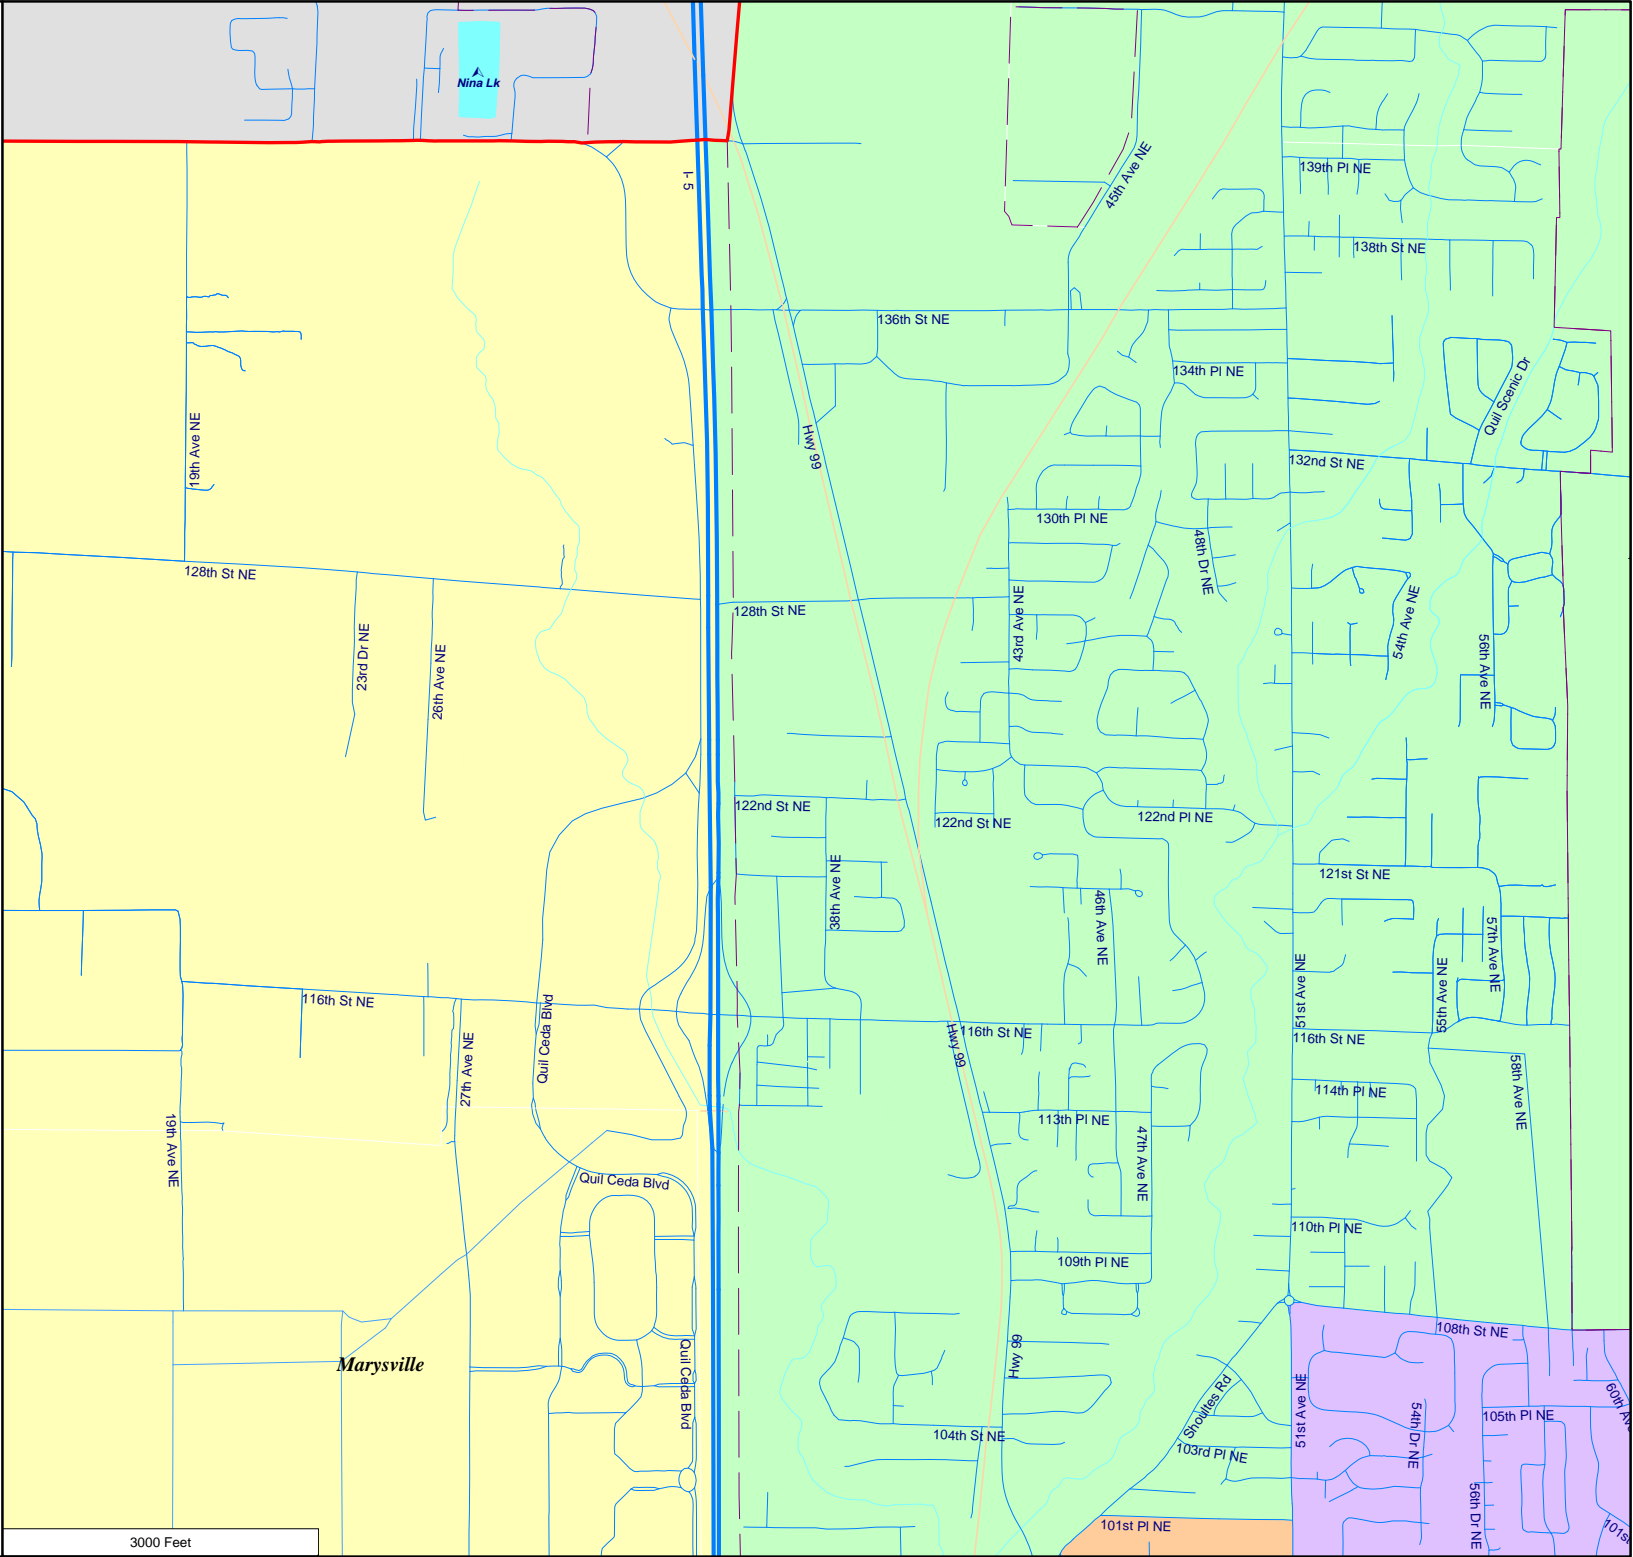 Nina Lk
I- 5
45th Ave NE
139th Pl NE
138th St NE
136th St NE
134th Pl NE
Quil Scenic Dr
19th Ave NE
Hwy 99
132nd St NE
130th Pl NE
48th Dr NE
128th St NE
128th St NE
23rd Dr NE
26th Ave NE
43rd Ave NE
54th Ave NE
56th Ave NE
122nd St NE
122nd St NE
122nd Pl NE
38th Ave NE
121st St NE
46th Ave NE
57th Ave NE
55th Ave NE
51st Ave NE
116th St NE
Quil Ceda Blvd
27th Ave NE
Hwy 99
116th St NE
116th St NE
58th Ave NE
114th Pl NE
113th Pl NE
19th Ave NE
47th Ave NE
Quil Ceda Blvd
110th Pl NE
109th Pl NE
108th St NE
Marysville
Quil Ceda Blvd
Hwy 99
Shoultes Rd
51st Ave NE
54th Dr NE
60th Av
105th Pl NE
104th St NE
103rd Pl NE
56th Dr NE
101st Pl NE
101st
3000 Feet